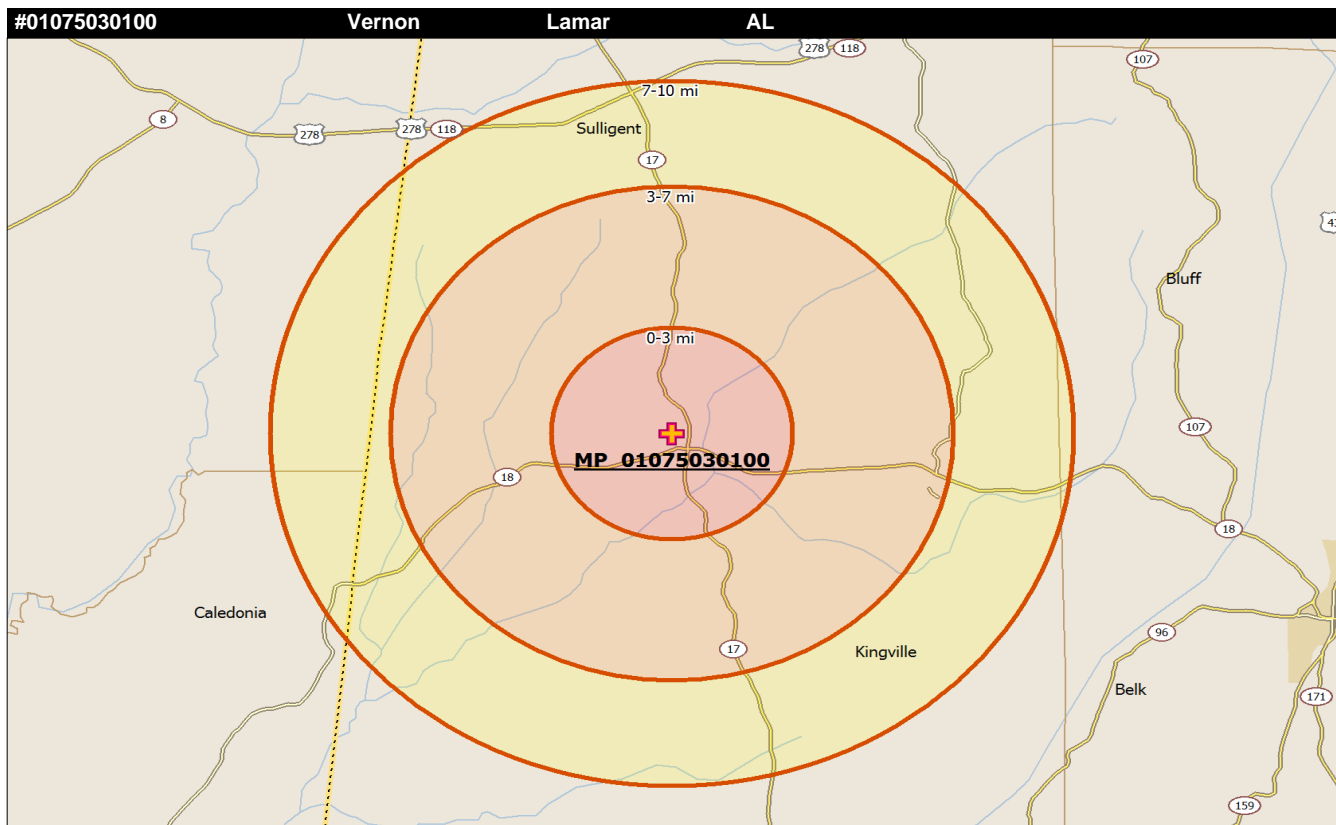 #01075030100 Vernon Lamar AL
278 118
107
7-10 mi
8
278
278 118
Sulligent
17
3-7 mi
43
Bluff
0-3 mi
107
MP 01075030100
18
18
Caledonia
96
17
Kingville
Belk
171
159